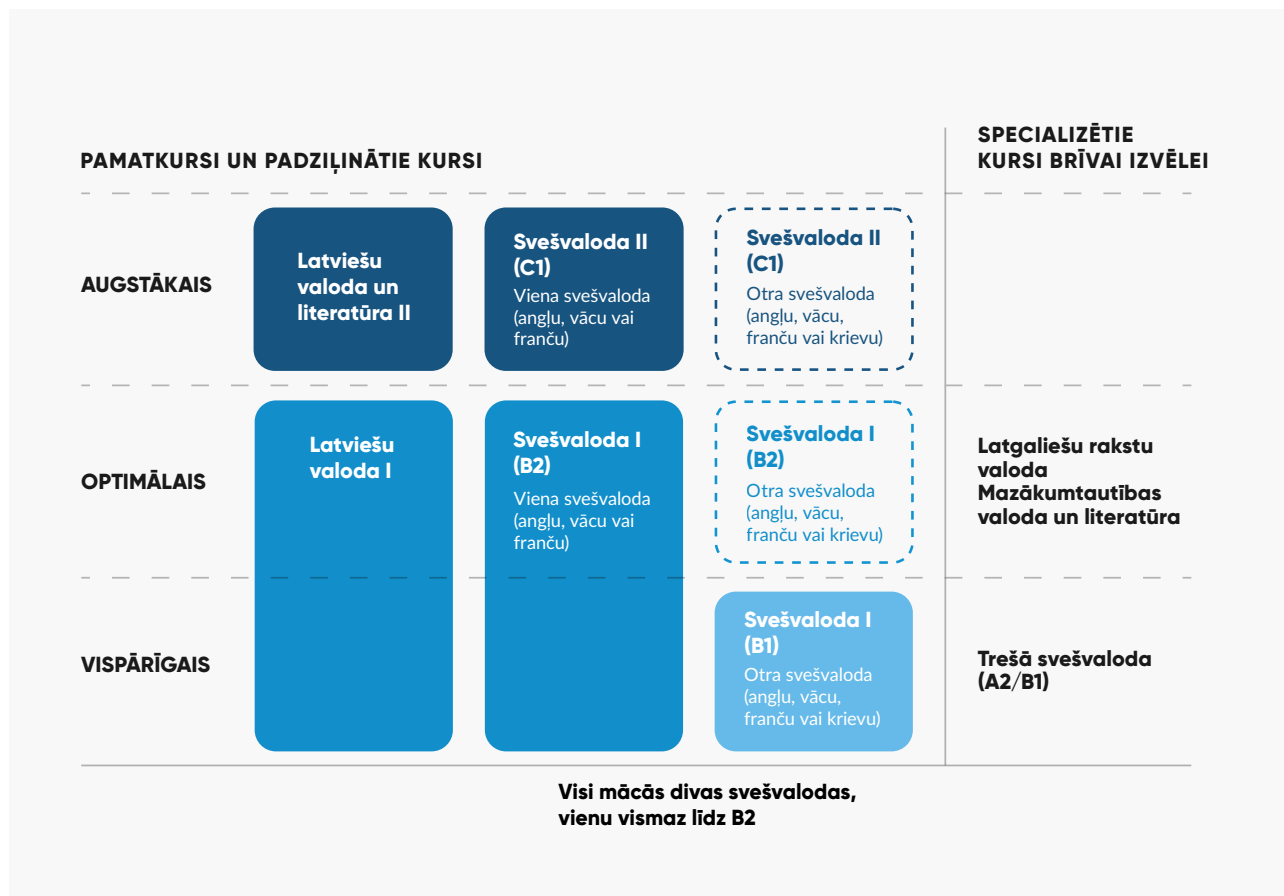 PAMATKURSI UN PADZIĻINĀTIE KURSI
SPECIALIZĒTIE
KURSI BRĪVAI IZVĒLEI
AUGSTĀKAIS
Latviešu
valoda un
literatūra II
Svešvaloda II
(C1)
Viena svešvaloda
(angļu, vācu vai
franču)
Svešvaloda II
(C1)
Otra svešvaloda
(angļu, vācu,
franču vai krievu)
OPTIMĀLAIS
Latviešu
valoda I
Svešvaloda I
(B2)
Viena svešvaloda
(angļu, vācu vai
franču)
Svešvaloda I
(B2)
Otra svešvaloda
(angļu, vācu,
franču vai krievu)
Latgaliešu rakstu
valoda
Mazākumtautības
valoda un literatūra
VISPĀRĪGAIS
Svešvaloda I
(B1)
Otra svešvaloda
(angļu, vācu,
franču vai krievu)
Trešā svešvaloda
(A2/B1)
Visi mācās divas svešvalodas,
vienu vismaz līdz B2